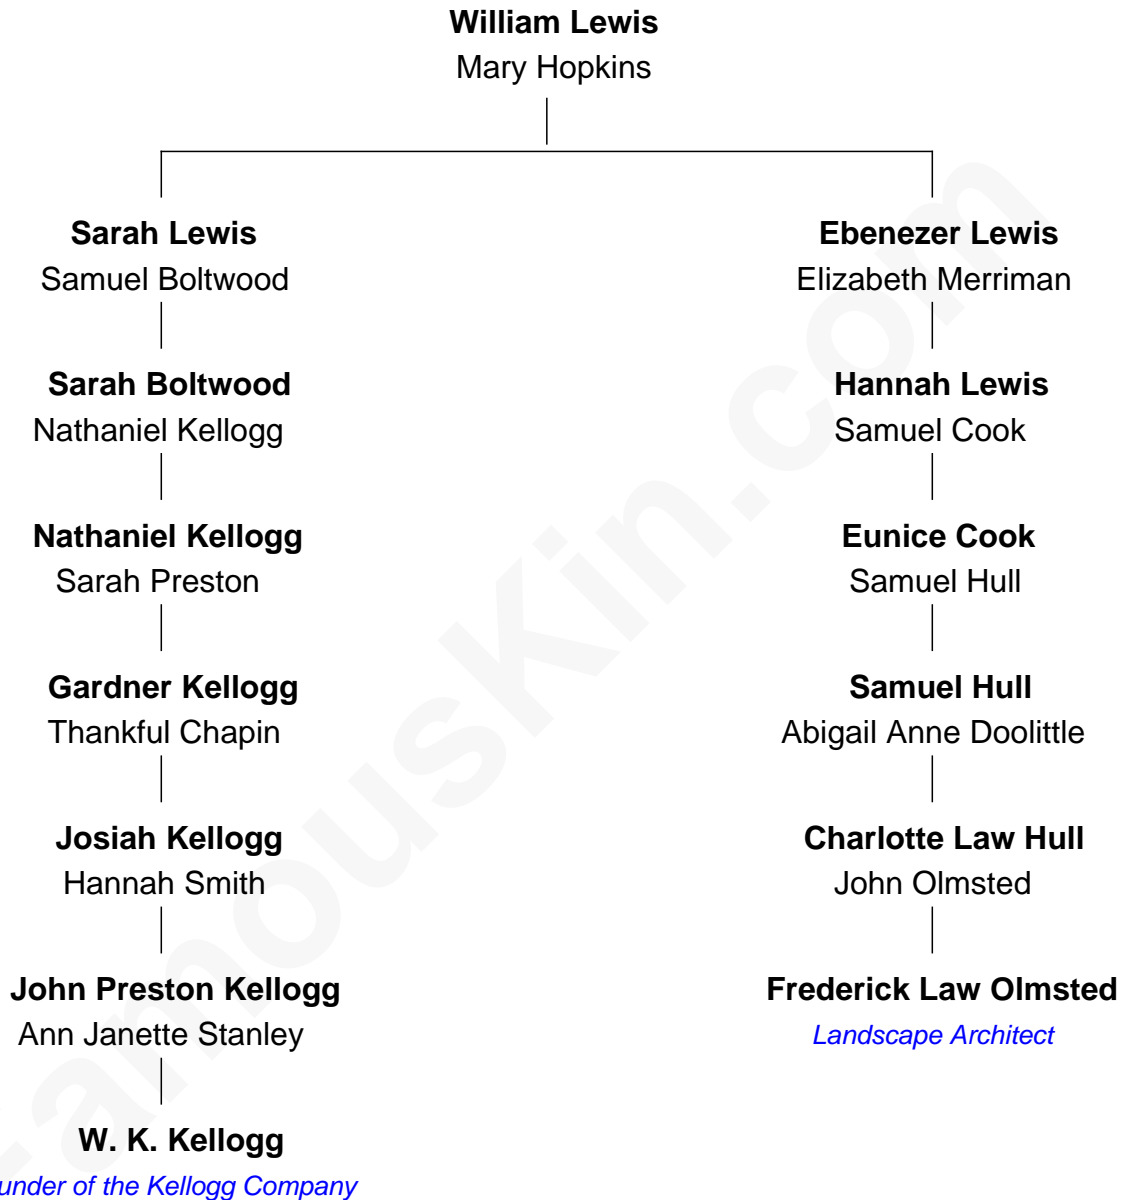 William Lewis
Mary Hopkins
Sarah Lewis
Samuel Boltwood
Ebenezer Lewis
Elizabeth Merriman
Sarah Boltwood
Nathaniel Kellogg
Hannah Lewis
Samuel Cook
Nathaniel Kellogg
Sarah Preston
Eunice Cook
Samuel Hull
Gardner Kellogg
Thankful Chapin
Samuel Hull
Abigail Anne Doolittle
Josiah Kellogg
Hannah Smith
Charlotte Law Hull
John Olmsted
John Preston Kellogg
Ann Janette Stanley
Frederick Law Olmsted
Landscape Architect
W. K. Kellogg
under of the Kellogg Company
FamousKin.com